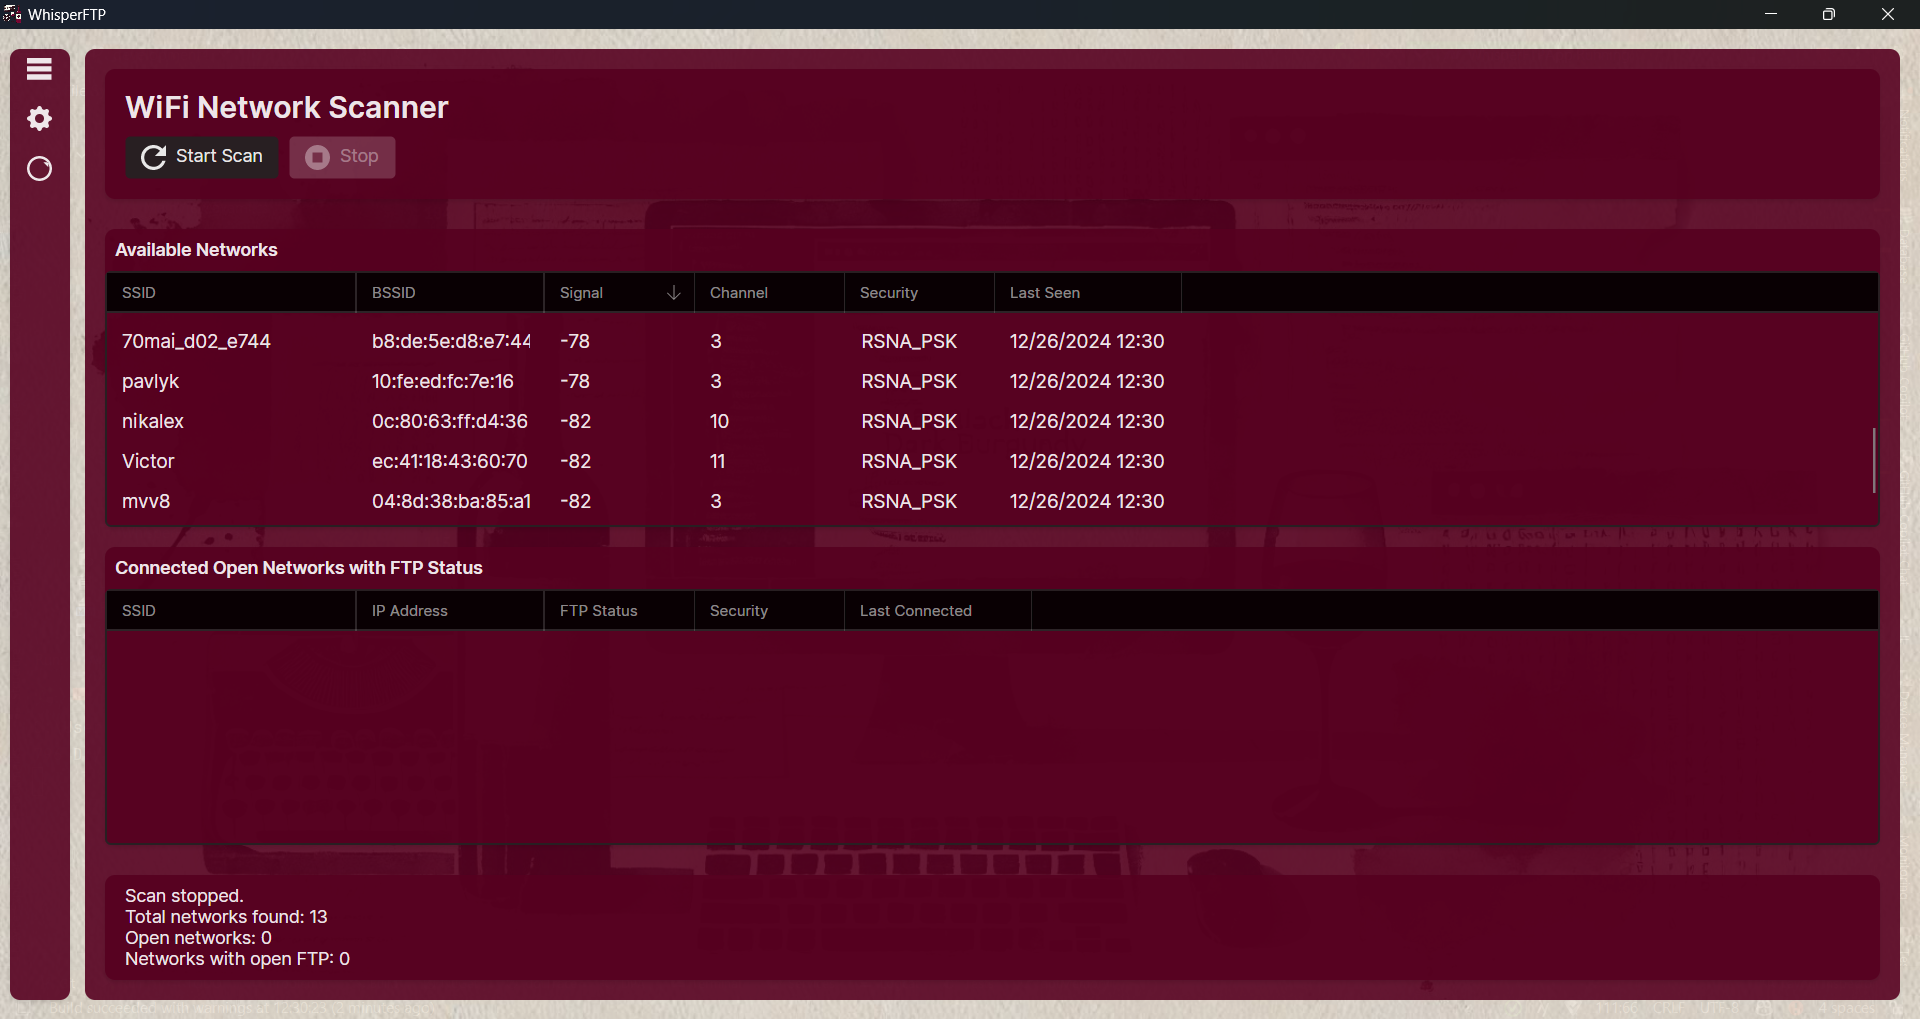 WhisperFTP
WiFi Network Scanner
Start Scan Stop
Available Networks
SSID BSSID Signal Channel Security Last Seen
70mai_d02_e744 b8:de:5e:d8:e7:44 -78 3 RSNA_PSK 12/26/2024 12:30
pavlyk 10:fe:ed:fc:7e:16 -78 3 RSNA_PSK 12/26/2024 12:30
nikalex 0c:80:63:ff:d4:36 -82 10 RSNA_PSK 12/26/2024 12:30
Victor ec:41:18:43:60:70 -82 11 RSNA_PSK 12/26/2024 12:30
mvv8 04:8d:38:ba:85:a1 -82 3 RSNA_PSK 12/26/2024 12:30
Connected Open Networks with FTP Status
SSID IP Address FTP Status Security Last Connected
Scan stopped.
Total networks found: 13
Open networks: 0
Networks with open FTP: 0